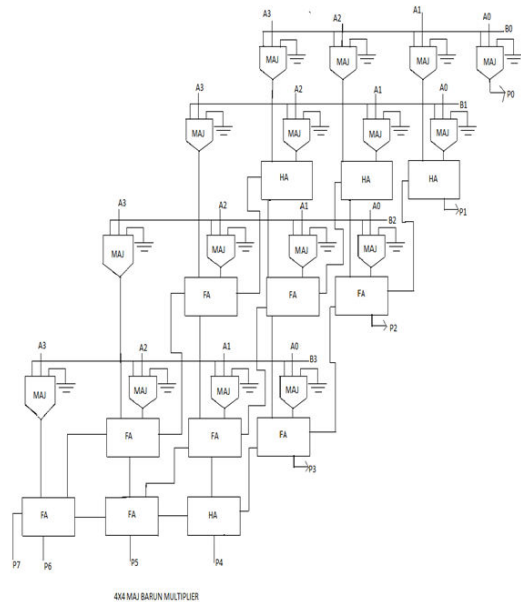 A3 A2 A1 A0
B0
MAJ MAJ MAJ MAJ
P0
A3 A2 A1 A0
B1
MAJ MAJ MAJ MAJ
HA HA HA
P1
A3 A2 A1 A0
B2
MAJ MAJ MAJ MAJ
FA FA FA
P2
A3 A2 A1 A0
B3
MAJ MAJ MAJ MAJ
FA FA FA
P3
FA FA HA
P7 P6 P5 P4
4X4 MAJ BARUN MULTIPLIER